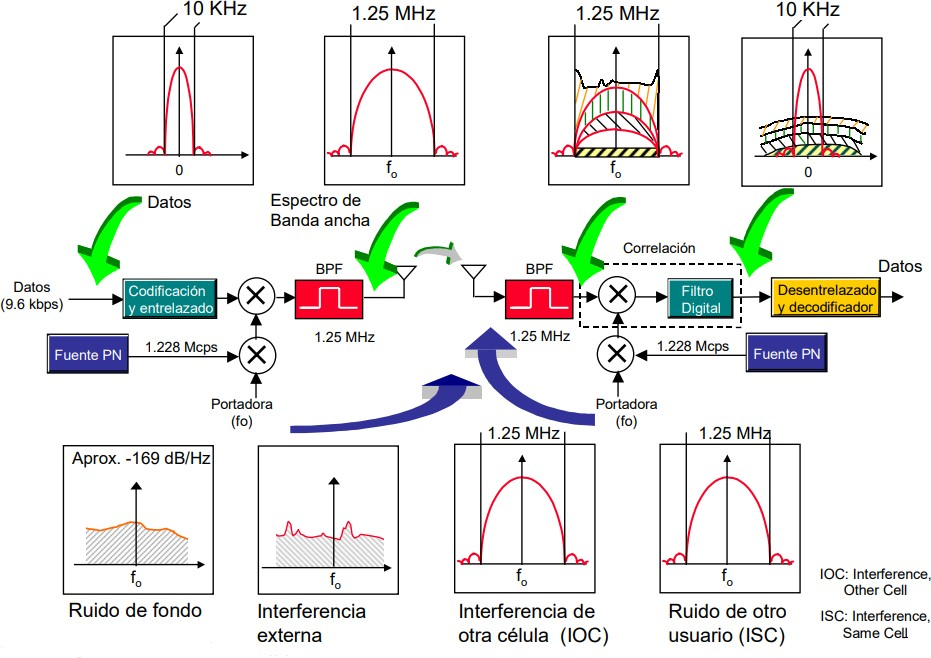 10 KHz
1.25 MHz
1.25 MHz
10 KHz
0
fo
fo
0
Datos
Espectro de
Banda ancha
Correlación
Datos
(9.6 kbps)
Codificación
y entrelazado
BPF
1.25 MHz
BPF
1.25 MHz
Filtro
Digital
Desentrelazado
y decodificador
Datos
Fuente PN
1.228 Mcps
1.228 Mcps
Fuente PN
Portadora
(fo)
Portadora
(fo)
Aprox. -169 dB/Hz
1.25 MHz
1.25 MHz
fo
fo
fo
fo
Ruido de fondo
Interferencia
externa
Interferencia de
otra célula (IOC)
Ruido de otro
usuario (ISC)
IOC: Interference,
Other Cell
ISC: Interference,
Same Cell